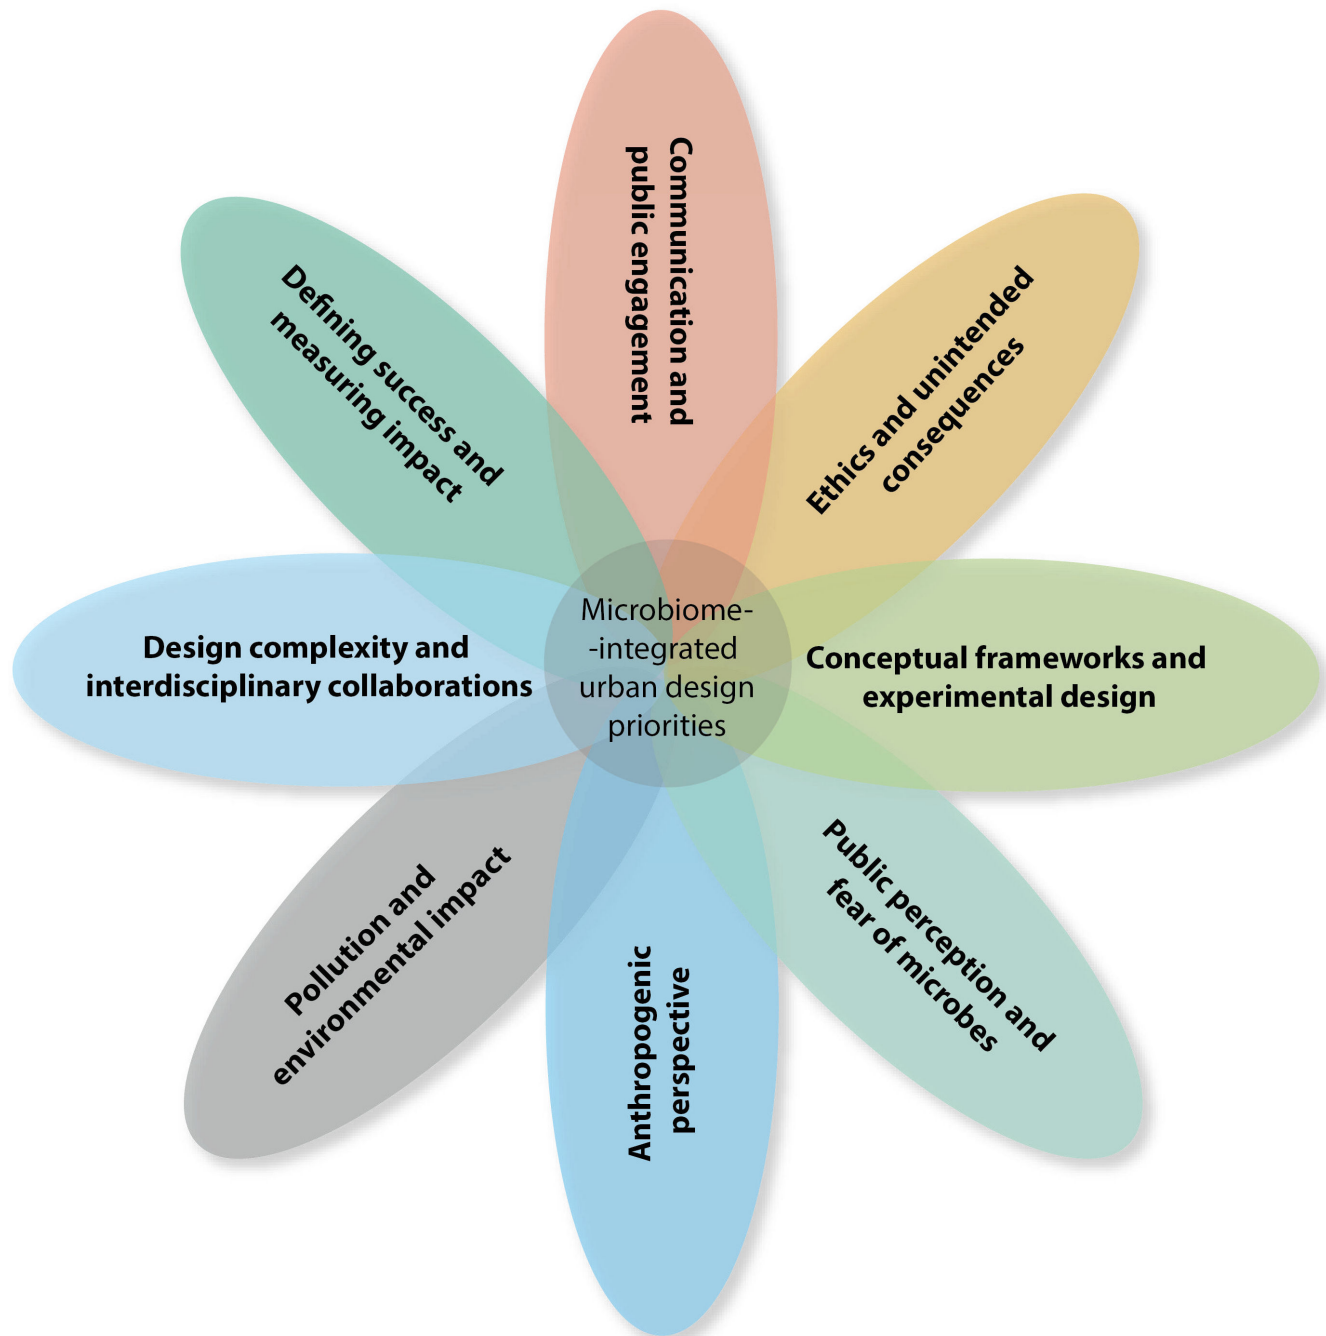 Communication and
public engagement
Ethics and unintended
consequences
Conceptual frameworks and
experimental design
Public perception and
fear of microbes
Anthropogenic
perspective
Pollution and
environmental impact
Design complexity and
interdisciplinary collaborations
Defining success and
measuring impact
Microbiome-
-integrated
urban design
priorities